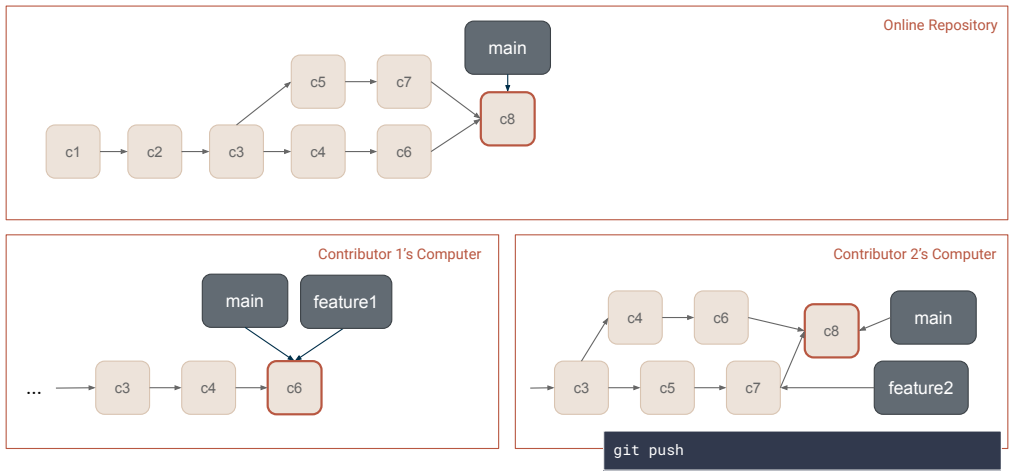 Online Repository
main
c5
c7
c8
c1
c2
c3
c4
c6
Contributor 1's Computer
main
feature1
...
c3
c4
c6
Contributor 2's Computer
c4
c6
c8
main
c3
c5
c7
feature2
git push